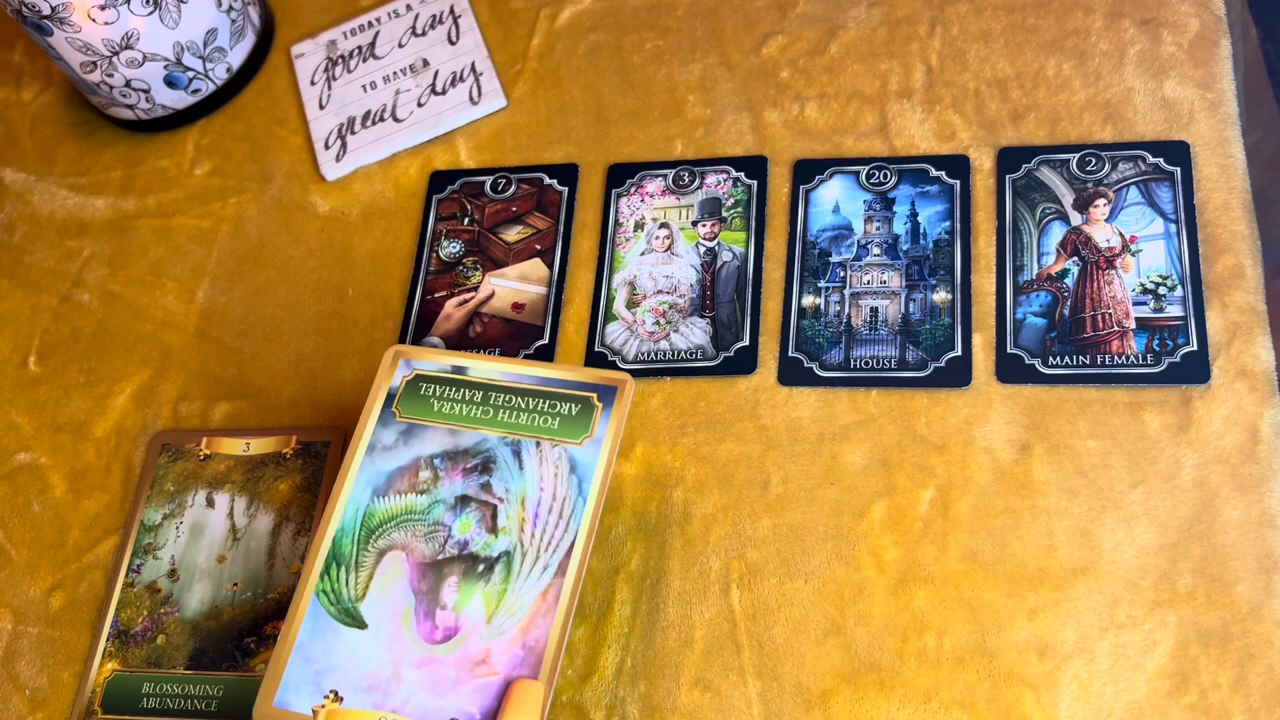 TODAY IS A
good day
TO HAVE A
great day.
7
3
20
2
MARRIAGE
HOUSE
MAIN FEMALE
FOURTH CHAKRA,
ARCHANGEL RAPHAEL
3
BLOSSOMING
ABUNDANCE